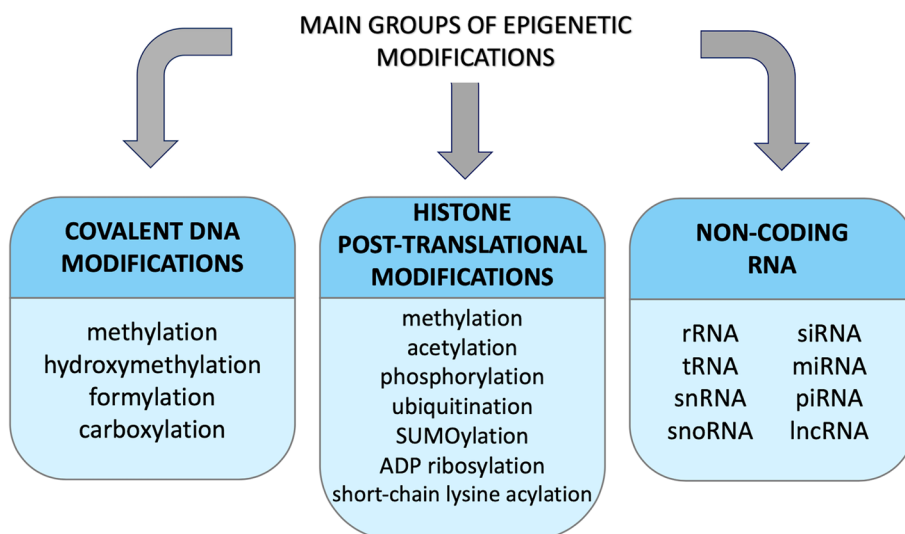 MAIN GROUPS OF EPIGENETIC
MODIFICATIONS
COVALENT DNA
MODIFICATIONS
methylation
hydroxymethylation
formylation
carboxylation
HISTONE
POST-TRANSLATIONAL
MODIFICATIONS
methylation
acetylation
phosphorylation
ubiquitination
SUMOylation
ADP ribosylation
short-chain lysine acylation
NON-CODING
RNA
rRNA siRNA
tRNA miRNA
snRNA piRNA
snoRNA lncRNA